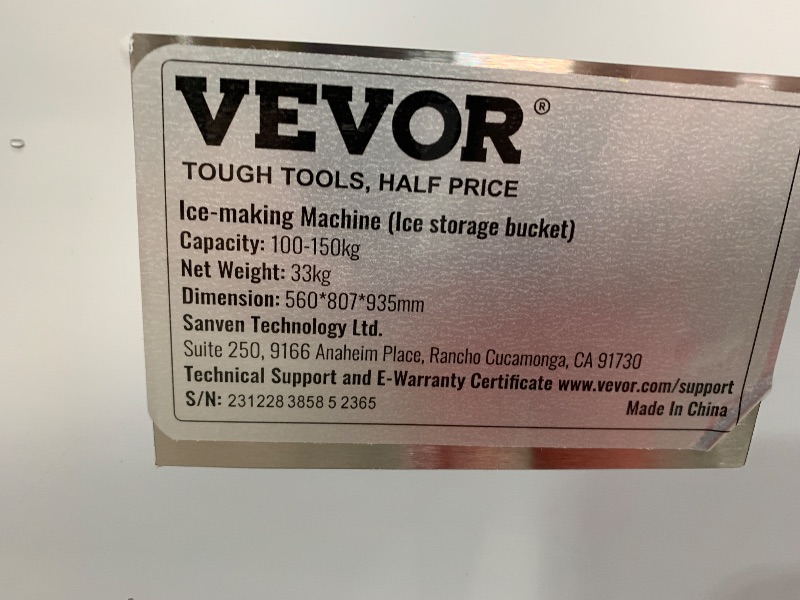 VEVOR®
TOUGH TOOLS, HALF PRICE
Ice-making Machine (Ice storage bucket)
Capacity: 100-150kg
Net Weight: 33kg
Dimension: 560*807*935mm
Sanven Technology Ltd.
Suite 250, 9166 Anaheim Place, Rancho Cucamonga, CA 91730
Technical Support and E-Warranty Certificate www.vevor.com/support
S/N: 231228 3858 5 2365
Made In China